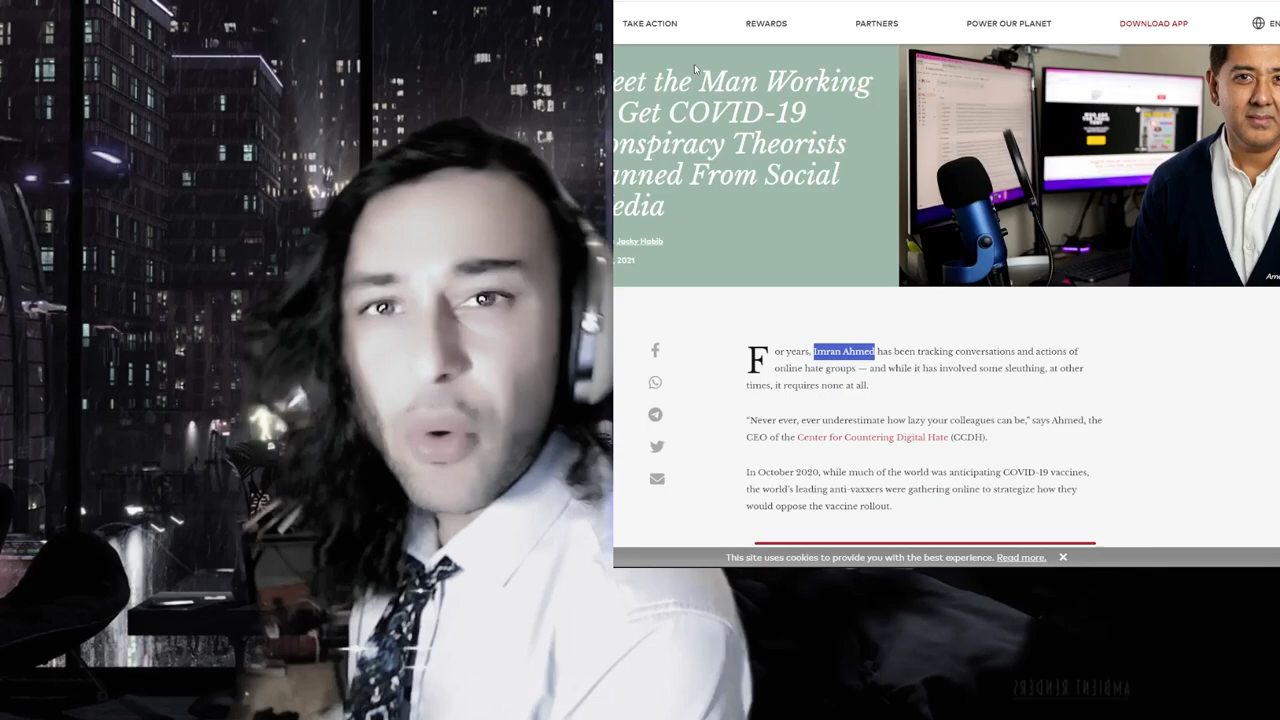 TAKE ACTION
REWARDS
PARTNERS
POWER OUR PLANET
DOWNLOAD APP
EN
eet the Man Working
Get COVID-19
onspiracy Theorists
anned From Social
edia
Jacky Habib
, 2021
For years, Imran Ahmed has been tracking conversations and actions of
online hate groups — and while it has involved some sleuthing, at other
times, it requires none at all.
“Never ever, ever underestimate how lazy your colleagues can be,” says Ahmed, the
CEO of the Center for Countering Digital Hate (CCDH).
In October 2020, while much of the world was anticipating COVID-19 vaccines,
the world’s leading anti-vaxxers were gathering online to strategize how they
would oppose the vaccine rollout.
This site uses cookies to provide you with the best experience. Read more.
AMBIENT RENDERS